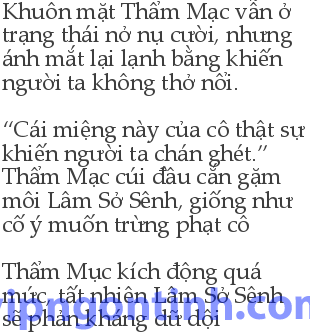 Khuôn mặt Thẩm Mạc vẫn ở
trạng thái nở nụ cười, nhưng
ánh mắt lại lạnh băng khiến
người ta không thở nổi.
“Cái miệng này của cô thật sự
khiến người ta chán ghét.”
Thẩm Mạc cúi đầu cắn gặm
môi Lâm Sở Sênh, giống như
cố ý muốn trừng phạt cô
Thẩm Mục kích động quá
mức, tất nhiên Lâm Sở Sênh
sẽ phản kháng dữ dội
vipngontinh.com